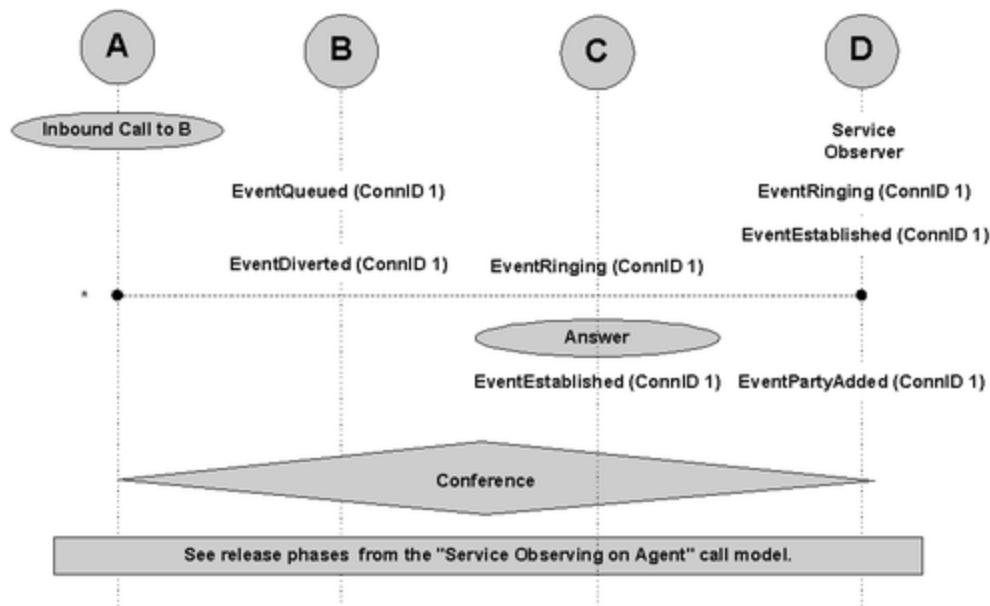 A B C D
Inbound Call to B
Service
Observer
EventQueued (ConnID 1) EventRinging (ConnID 1)
EventEstablished (ConnID 1)
EventDiverted (ConnID 1) EventRinging (ConnID 1)
*
Answer
EventEstablished (ConnID 1) EventPartyAdded (ConnID 1)
Conference
See release phases from the "Service Observing on Agent" call model.